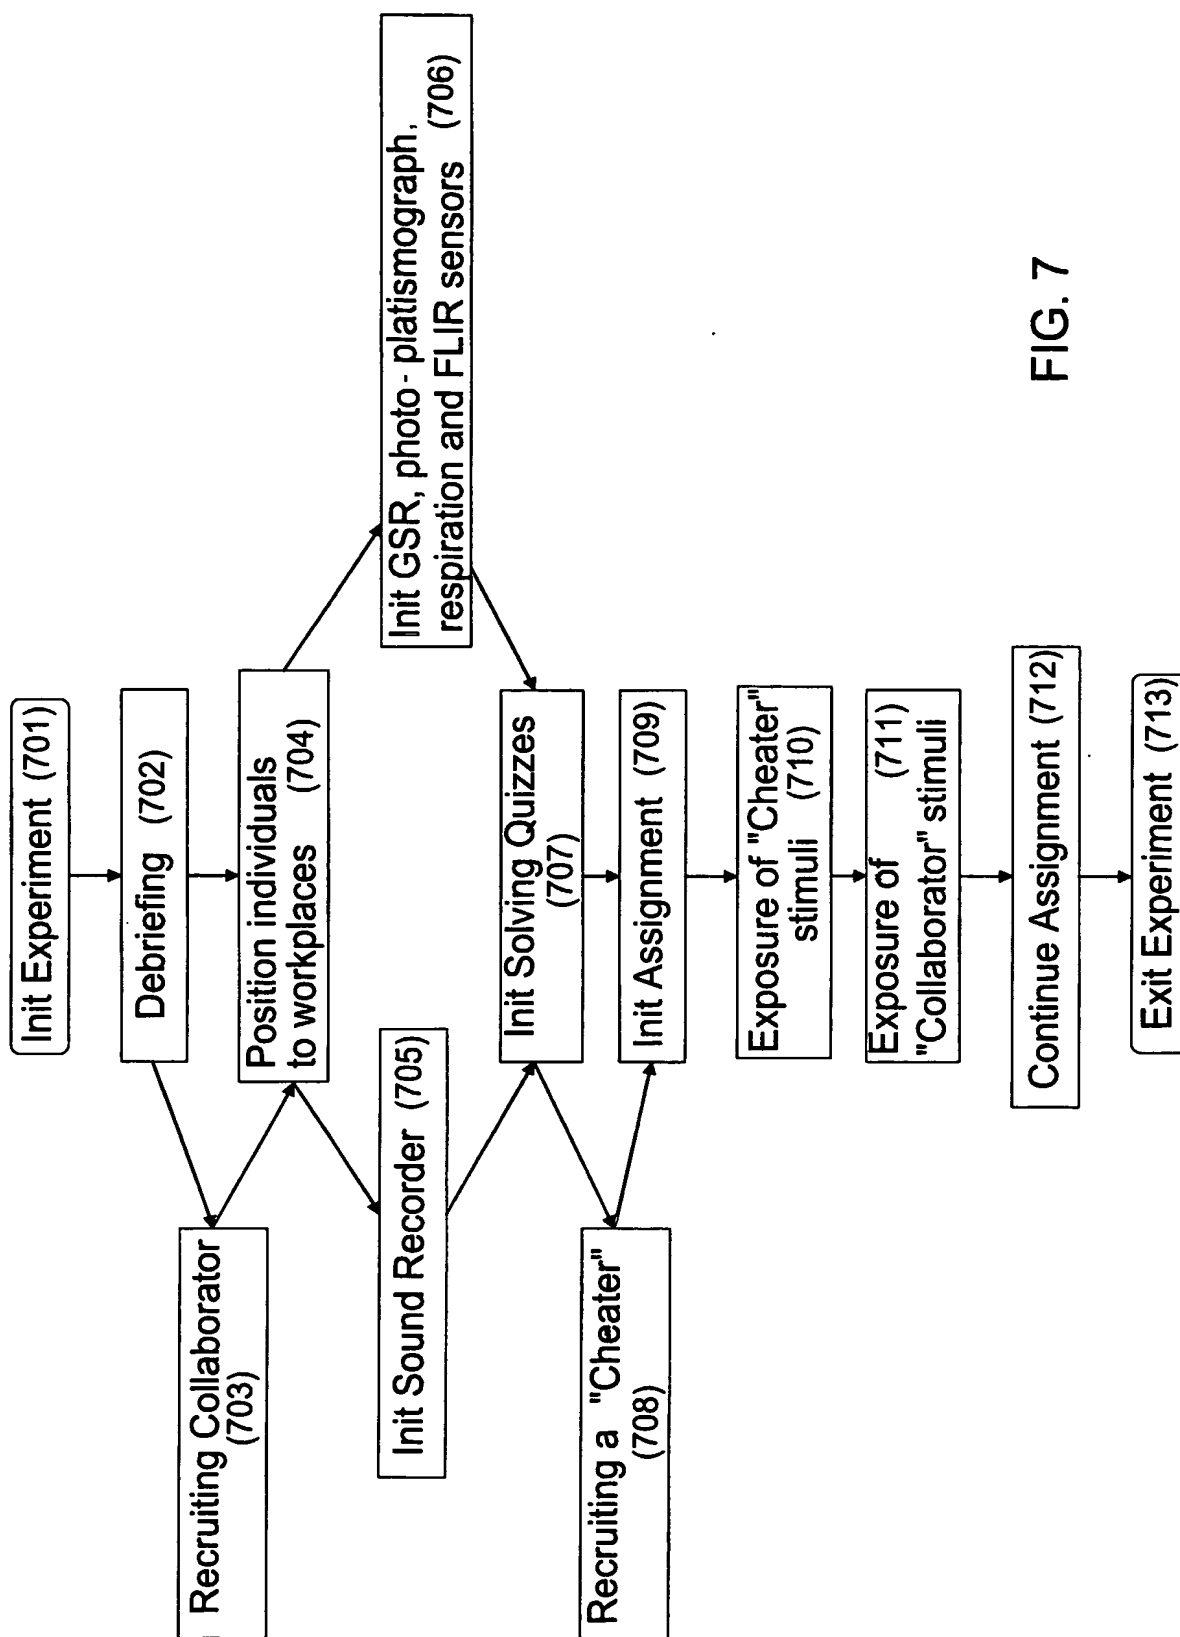 Init Experiment (701)
Debriefing (702)
Recruiting Collaborator
(703)
Position individuals
to workplaces (704)
Init Sound Recorder (705)
Init GSR, photo- platismograph,
respiration and FLIR sensors (706)
Init Solving Quizzes
(707)
Recruiting a "Cheater"
(708)
Init Assignment (709)
Exposure of "Cheater"
stimuli (710)
Exposure of (711)
"Collaborator" stimuli
Continue Assignment (712)
Exit Experiment (713)
FIG. 7